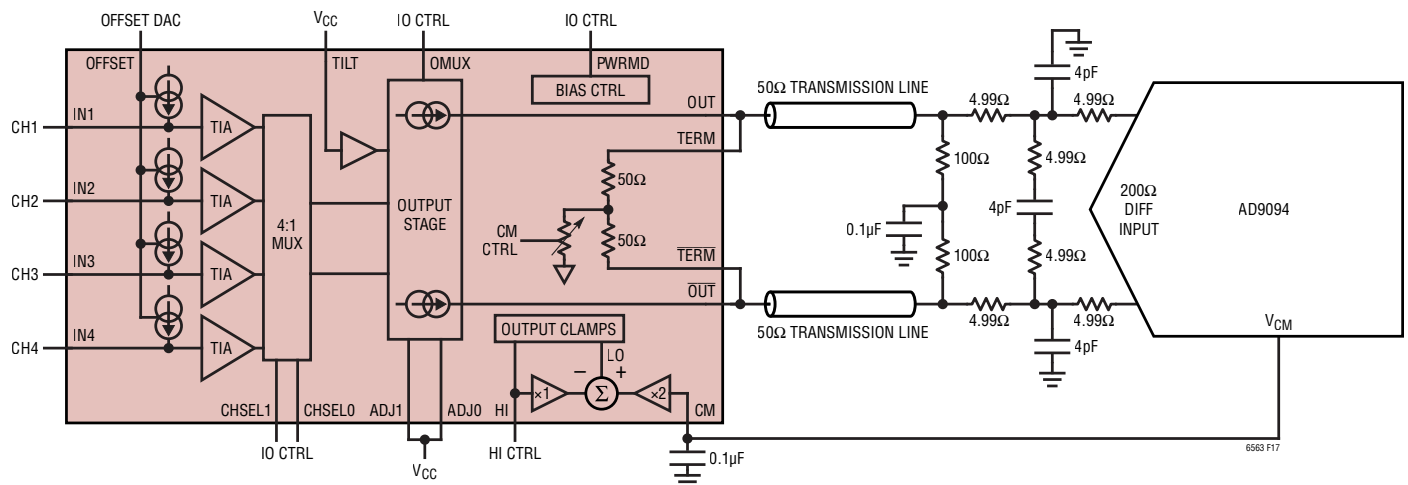 OFFSET DAC
VCC
IO CTRL
IO CTRL
OFFSET
TILT
OMUX
PWRMD
BIAS CTRL
IN1
CH1
TIA
IN2
CH2
TIA
IN3
CH3
TIA
IN4
CH4
TIA
4:1
MUX
OUTPUT
STAGE
OUT
TERM
50Ω
50Ω
CM
CTRL
TERM
OUT
OUTPUT CLAMPS
LO
–
+
×1
Σ
×2
HI
CM
CHSEL1
CHSEL0
ADJ1
ADJ0
IO CTRL
VCC
HI CTRL
0.1µF
50Ω TRANSMISSION LINE
50Ω TRANSMISSION LINE
4.99Ω
4pF
4.99Ω
100Ω
4.99Ω
0.1µF
4pF
100Ω
4.99Ω
4.99Ω
4.99Ω
4pF
200Ω
DIFF
INPUT
AD9094
VCM
6563 F17